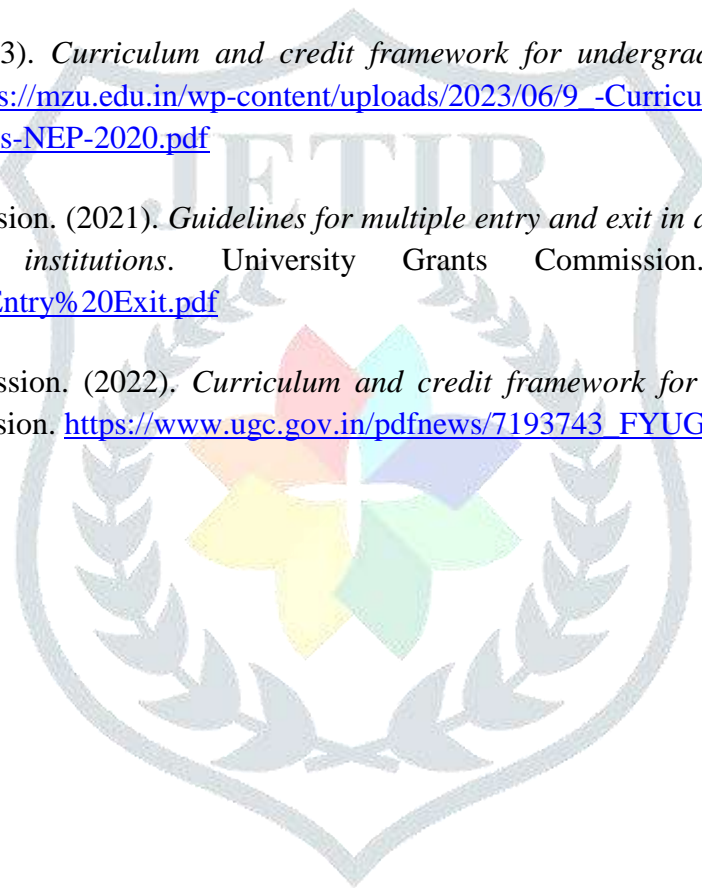 3). Curriculum and credit framework for undergrad
s://mzu.edu.in/wp-content/uploads/2023/06/9_-Curricu
s-NEP-2020.pdf
JETIR
sion. (2021). Guidelines for multiple entry and exit in a
institutions. University Grants Commission.
Entry%20Exit.pdf
ssion. (2022). Curriculum and credit framework for
sion. https://www.ugc.gov.in/pdfnews/7193743_FYUG